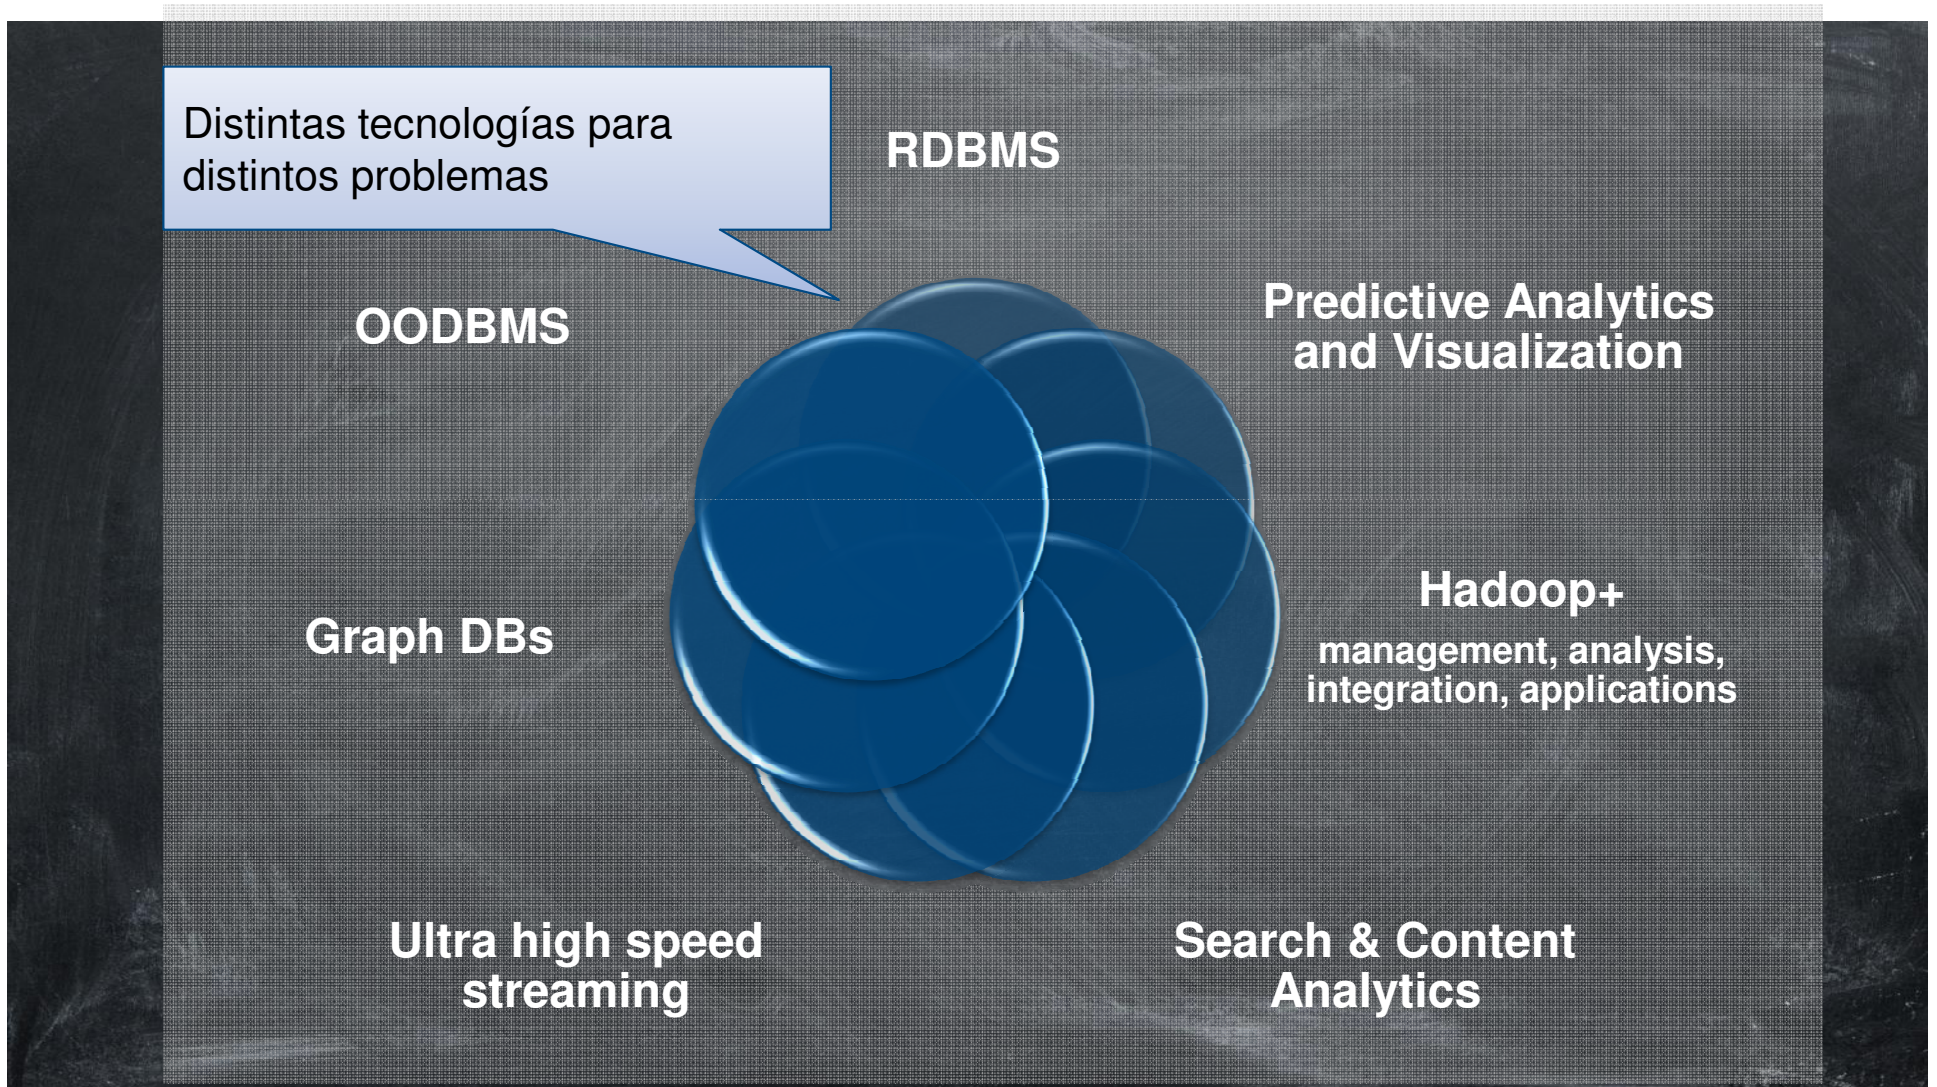 Distintas tecnologías para
distintos problemas
RDBMS
OODBMS
Predictive Analytics
and Visualization
Graph DBs
Hadoop+
management, analysis,
integration, applications
Ultra high speed
streaming
Search & Content
Analytics